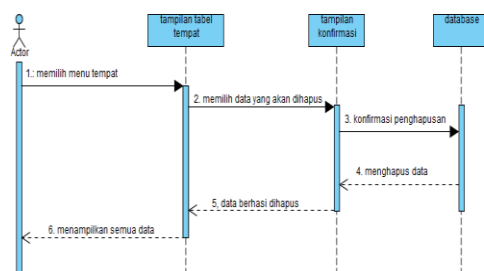 tampilan tabel
tempat
tampilan
konfirmasi
database
Actor
1.: memilih menu tempat
2. memilih data yang akan dihapus
3. konfirmasi penghapusan
4. menghapus data
5, data berhasi dihapus
6. menampilkan semua data